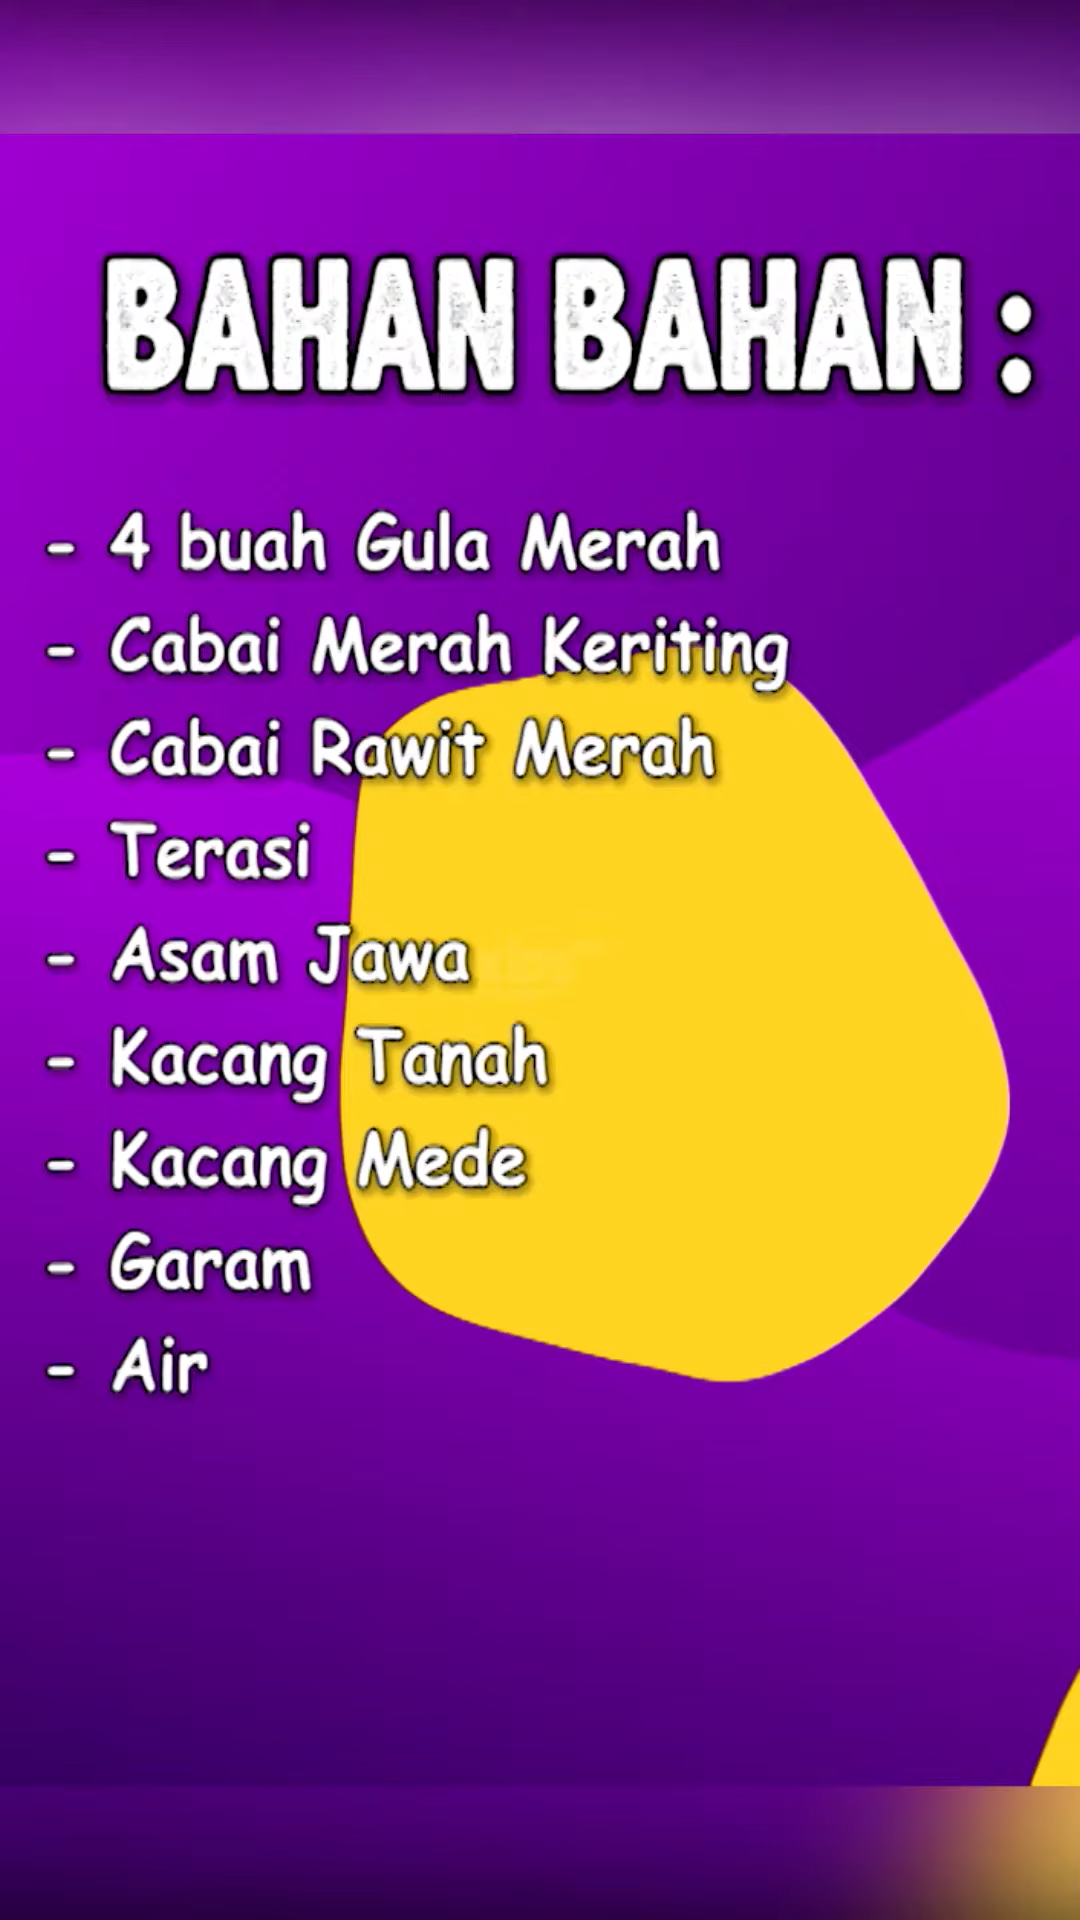 BAHAN BAHAN :
- 4 buah Gula Merah
- Cabai Merah Keriting
- Cabai Rawit Merah
- Terasi
- Asam Jawa
- Kacang Tanah
- Kacang Mede
- Garam
- Air